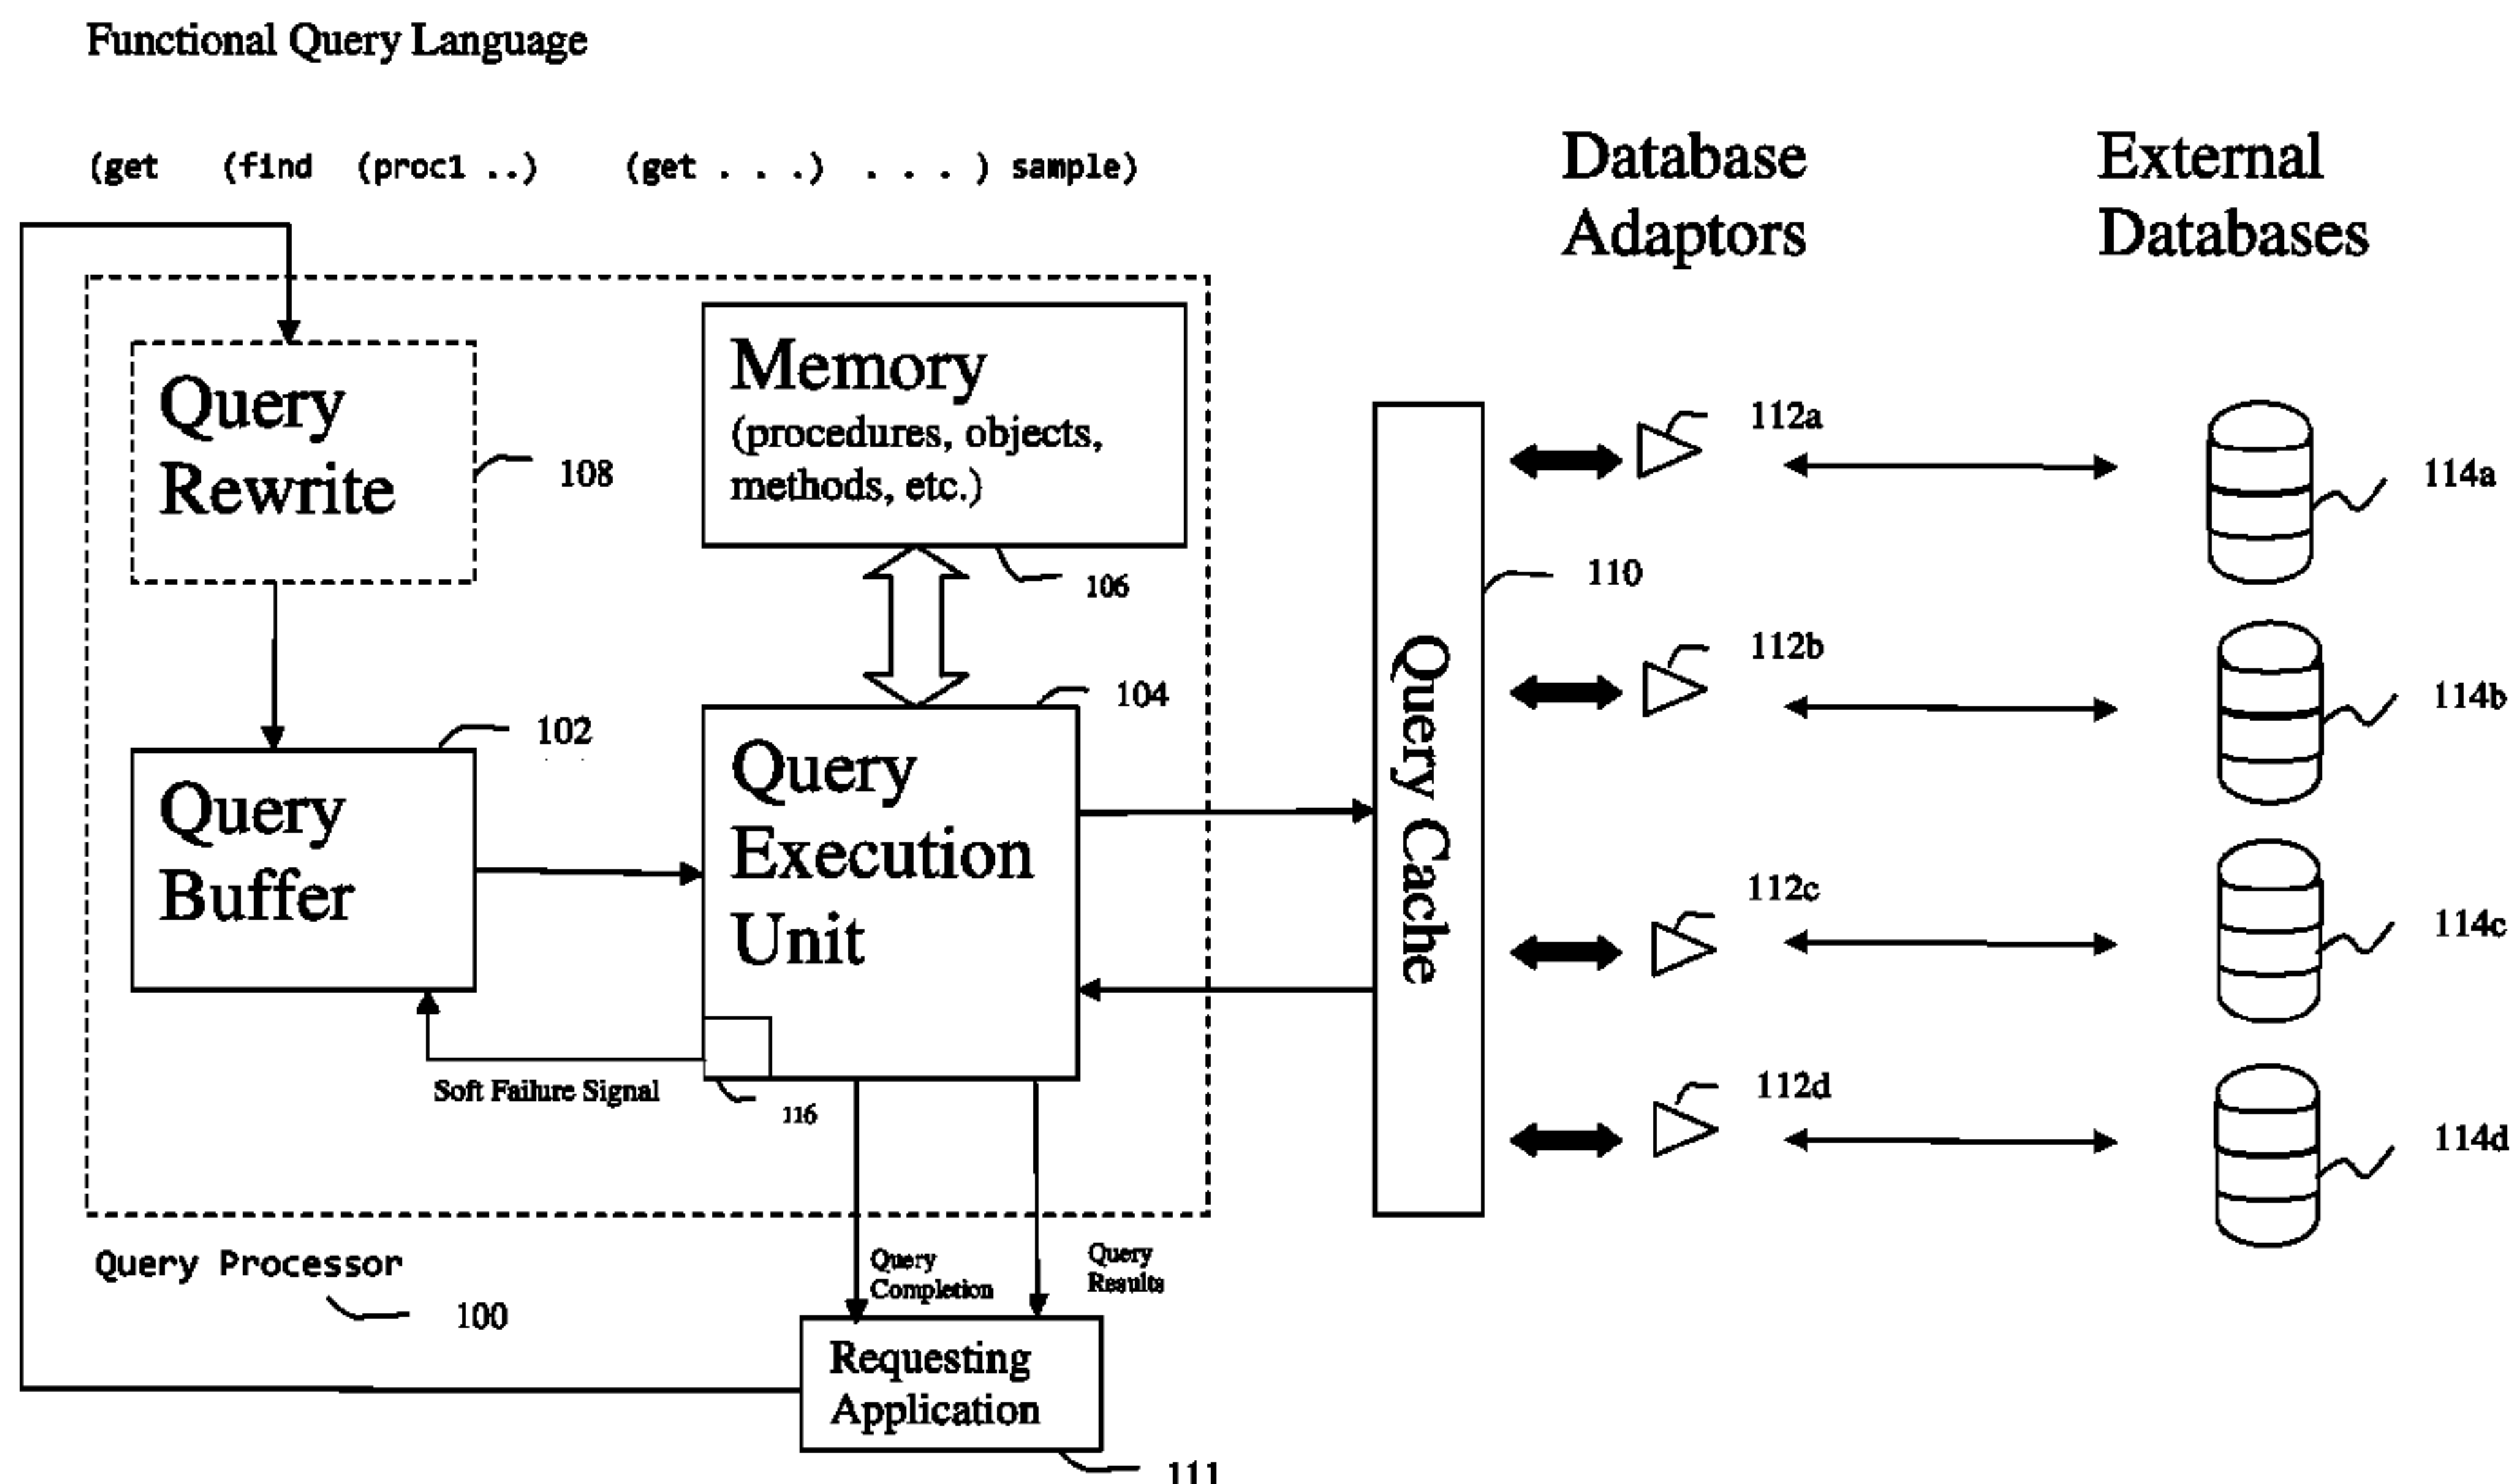 Functional Query Language
(get (find (proc1 ..) (get . . .) . . . ) sample)
Database
Adaptors
External
Databases
Query
Rewrite
108
Memory
(procedures, objects,
methods, etc.)
106
Query
Buffer
102
Query
Execution
Unit
104
Soft Failure Signal
116
Query Cache
110
112a
112b
112c
112d
114a
114b
114c
114d
Query Processor
100
Query
Completion
Query
Results
Requesting
Application
111